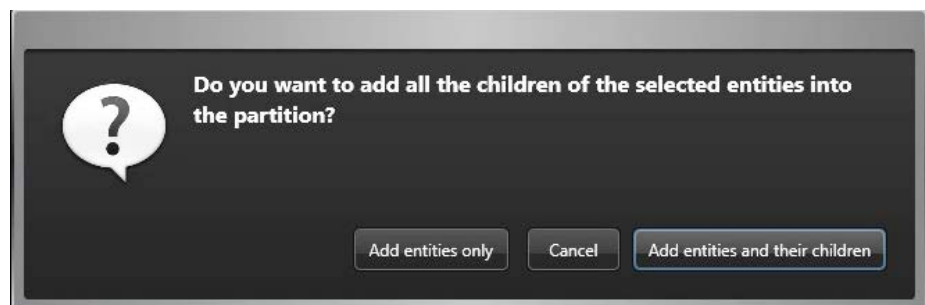 Do you want to add all the children of the selected entities into
the partition?
Add entities only
Cancel
Add entities and their children